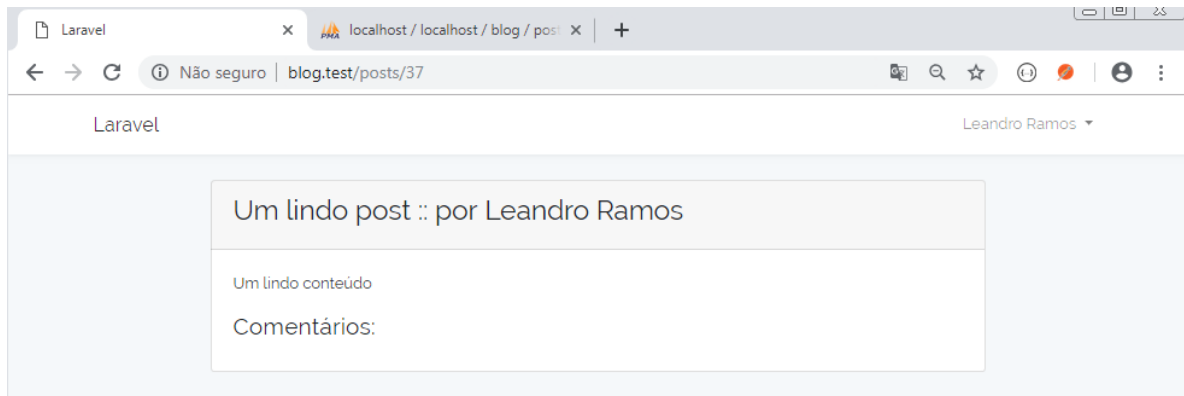 Laravel
localhost / localhost / blog / pos
Não seguro
blog.test/posts/37
Laravel
Leandro Ramos
Um lindo post :: por Leandro Ramos
Um lindo conteúdo
Comentários: